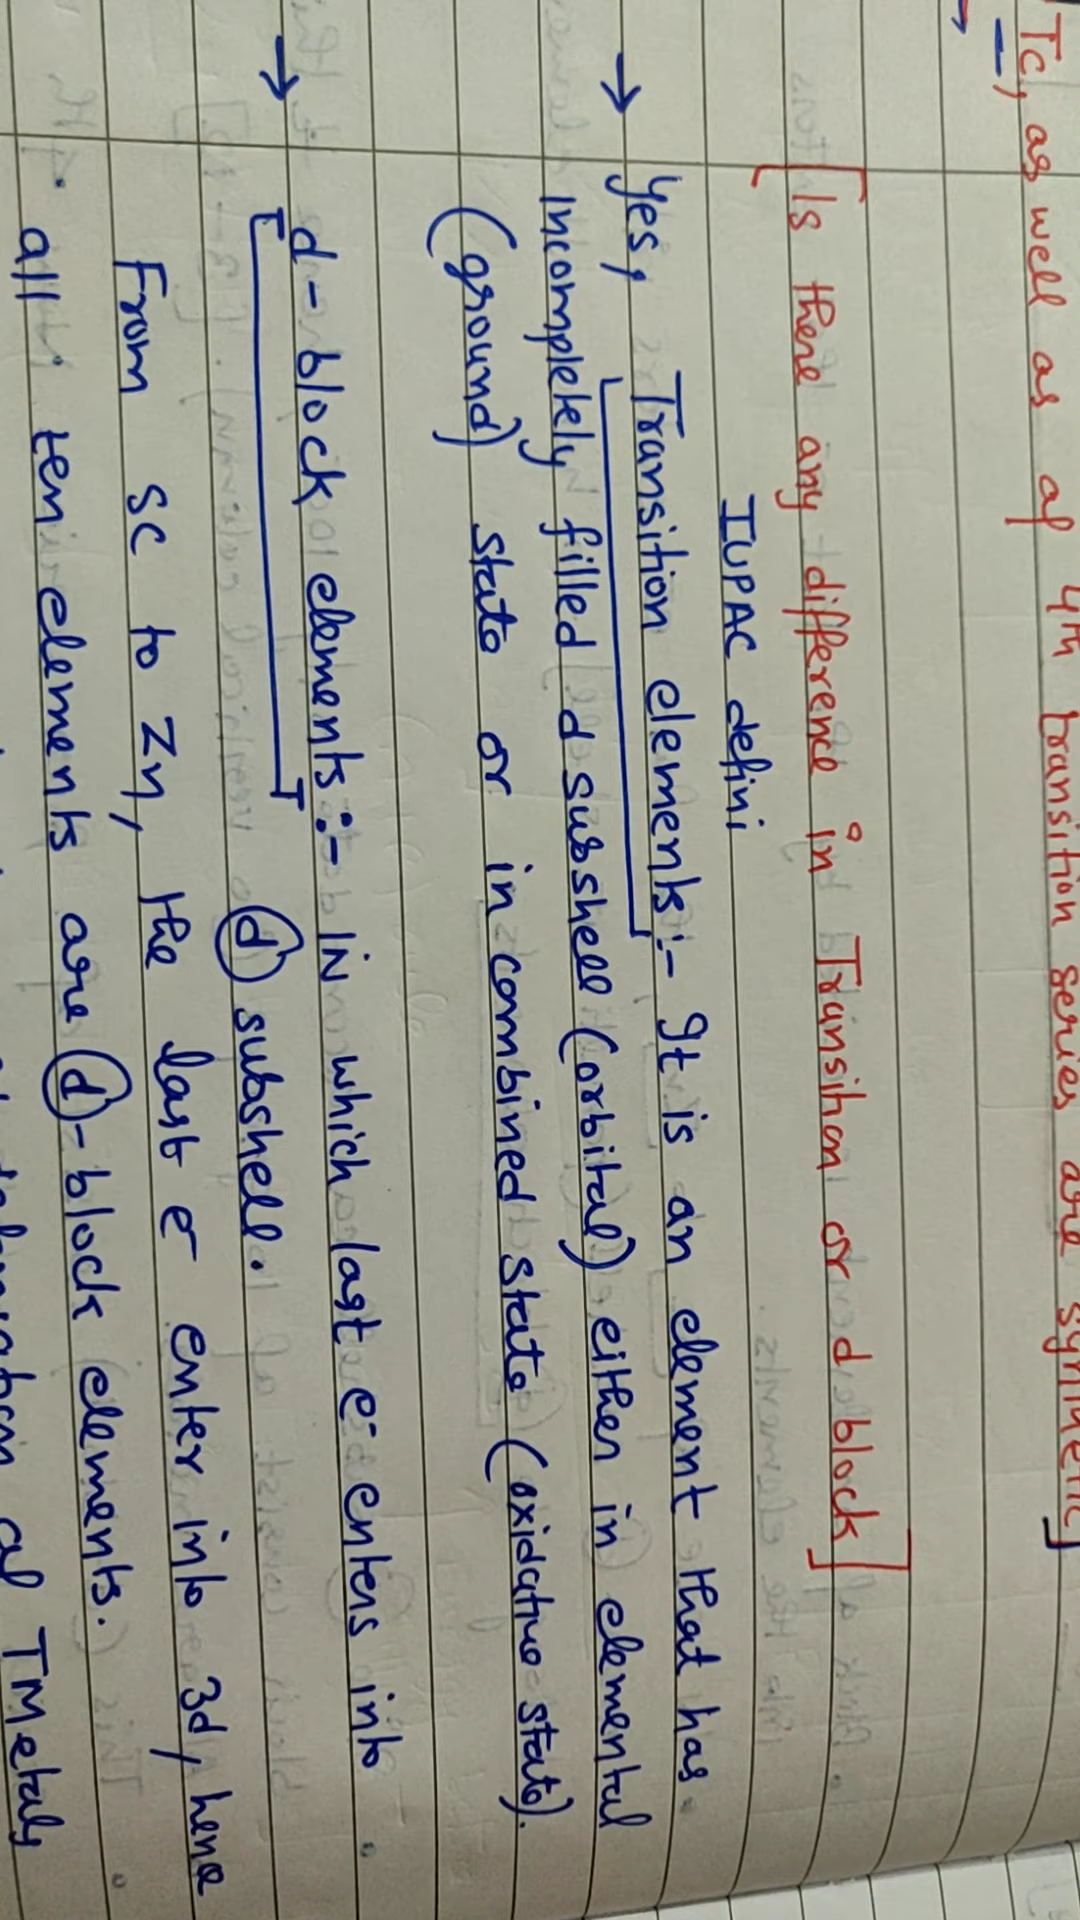 Tc, as well as of 4th transition series are synthetic]
[Is there any difference in Transition or d block]
IUPAC defini
→ Yes, Transition elements:- It is an element that has
incompletely filled d subshell (orbital) either in elemental
(ground) state or in combined state (oxidative state).
→ d-block elements:- In which last e- enters into
d subshell.
From sc to Zn, the last e- enter into 3d, hence
all ten elements are d-block elements.
of TMetals